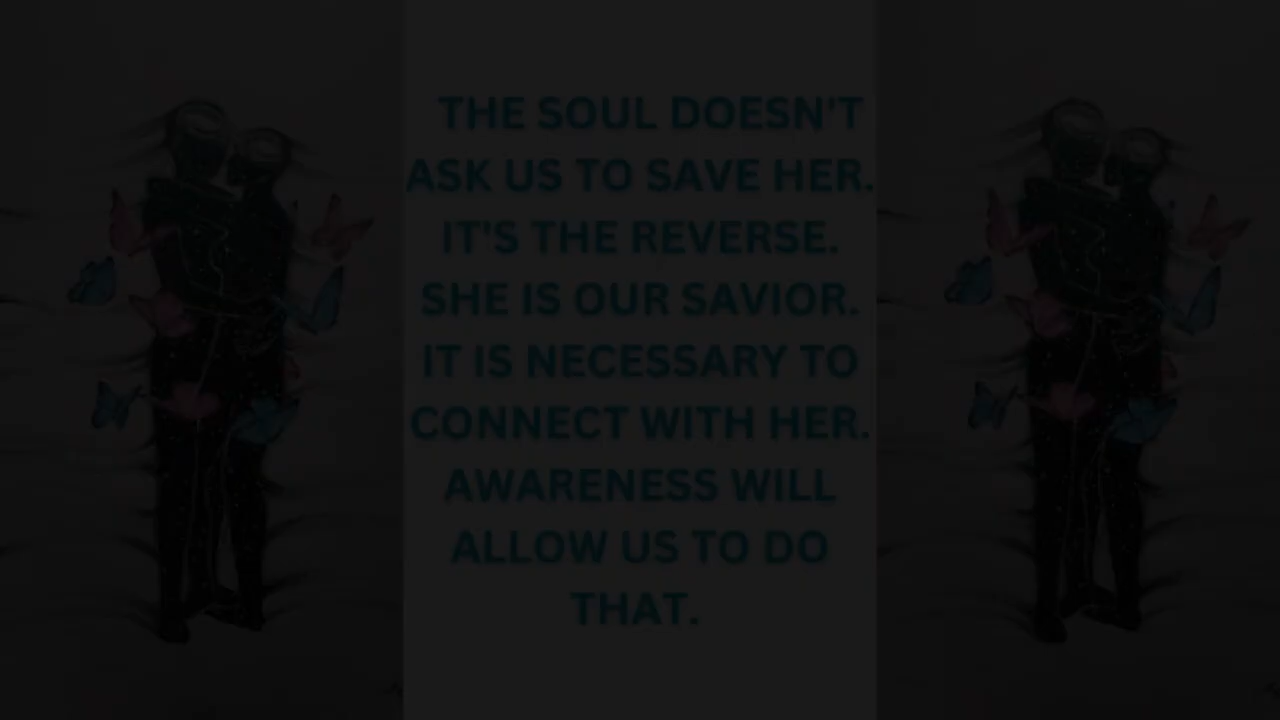 THE SOUL DOESN'T
ASK US TO SAVE HER.
IT'S THE REVERSE.
SHE IS OUR SAVIOR.
IT IS NECESSARY TO
CONNECT WITH HER.
AWARENESS WILL
ALLOW US TO DO
THAT.